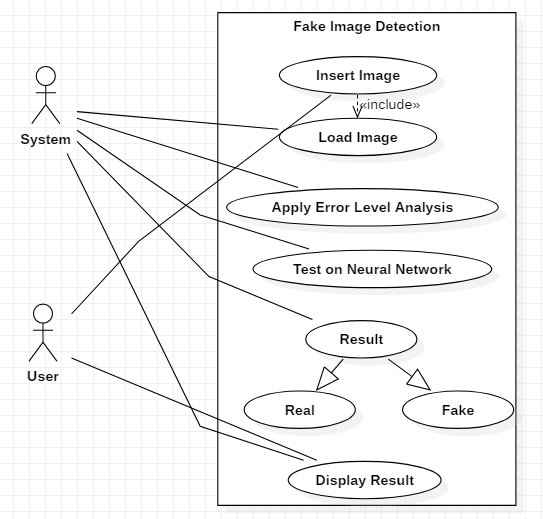 Fake Image Detection
Insert Image
«include»
Load Image
System
Apply Error Level Analysis
Test on Neural Network
Result
User
Real
Fake
Display Result